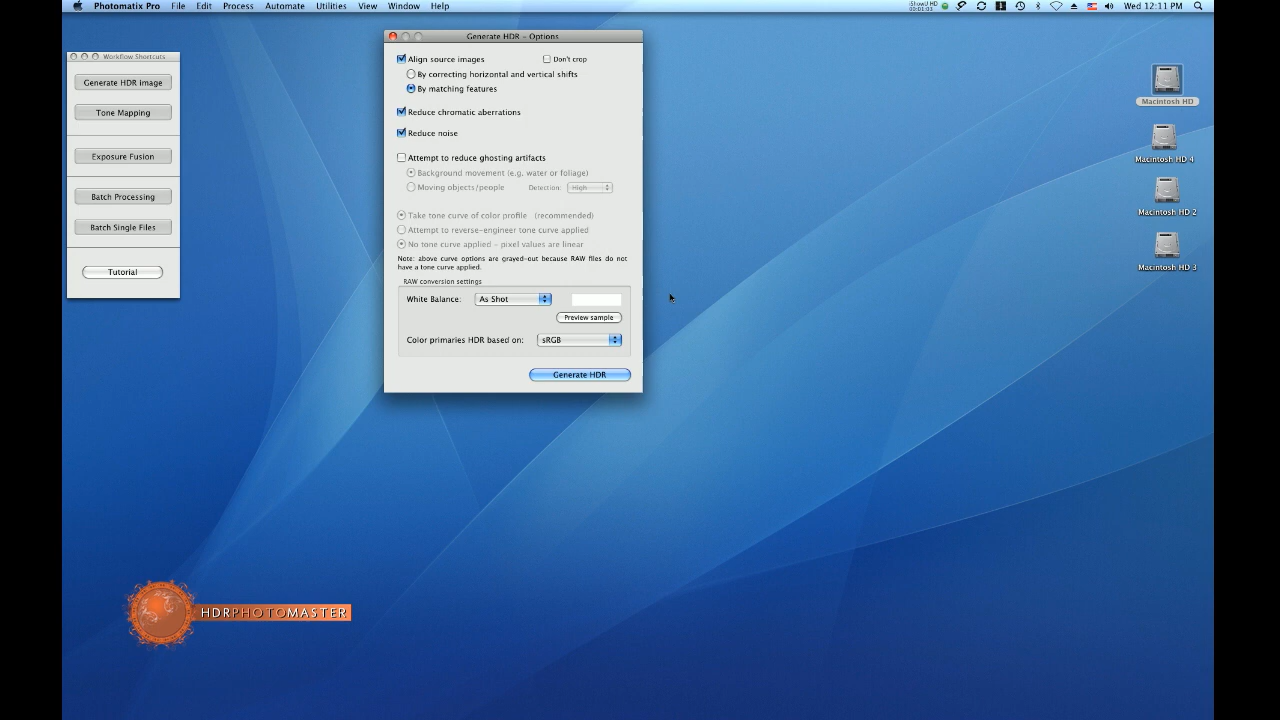 Photomatix Pro File Edit Process Automate Utilities View Window Help
iShowU HD
00:01:03
Wed 12:11 PM
Workflow Shortcuts
Generate HDR image
Tone Mapping
Exposure Fusion
Batch Processing
Batch Single Files
Tutorial
Generate HDR - Options
Align source images Don't crop
By correcting horizontal and vertical shifts
By matching features
Reduce chromatic aberrations
Reduce noise
Attempt to reduce ghosting artifacts
Background movement (e.g. water or foliage)
Moving objects/people Detection: High
Take tone curve of color profile (recommended)
Attempt to reverse-engineer tone curve applied
No tone curve applied - pixel values are linear
Note: above curve options are grayed-out because RAW files do not
have a tone curve applied.
RAW conversion settings
White Balance: As Shot
Preview sample
Color primaries HDR based on: sRGB
Generate HDR
Macintosh HD
Macintosh HD 4
Macintosh HD 2
Macintosh HD 3
HDRPHOTOMASTER